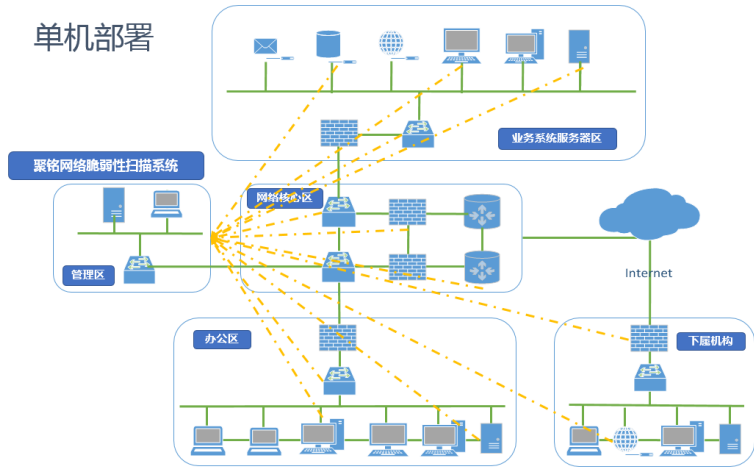 单机部署
业务系统服务器区
聚铭网络脆弱性扫描系统
网络核心区
管理区
Internet
办公区
下属机构